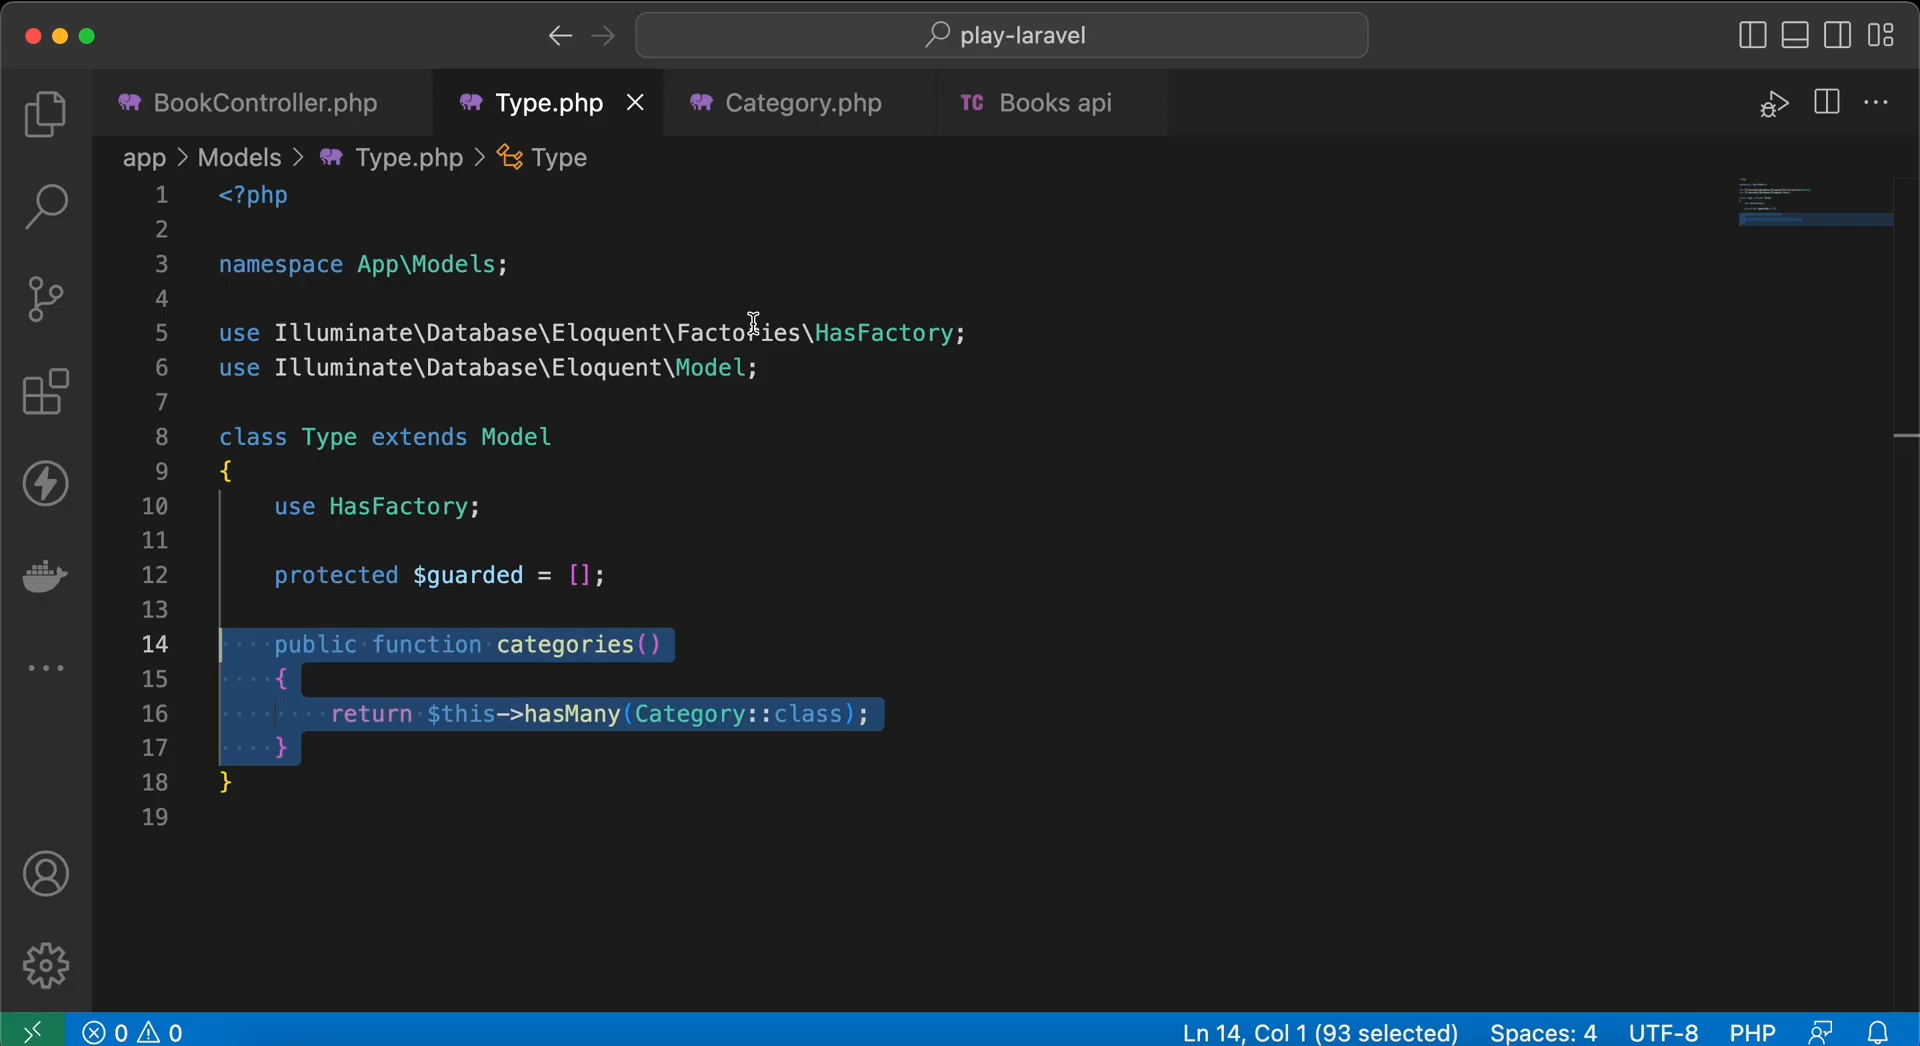 play-laravel
BookController.php
Type.php
Category.php
TC Books api
app > Models > Type.php > Type
1 <?php
2
3 namespace App\Models;
4
5 use Illuminate\Database\Eloquent\Factories\HasFactory;
6 use Illuminate\Database\Eloquent\Model;
7
8 class Type extends Model
9 {
10     use HasFactory;
11
12     protected $guarded = [];
13
14     public function categories()
15     {
16         return $this->hasMany(Category::class);
17     }
18 }
19
0 0 Ln 14, Col 1 (93 selected) Spaces: 4 UTF-8 PHP